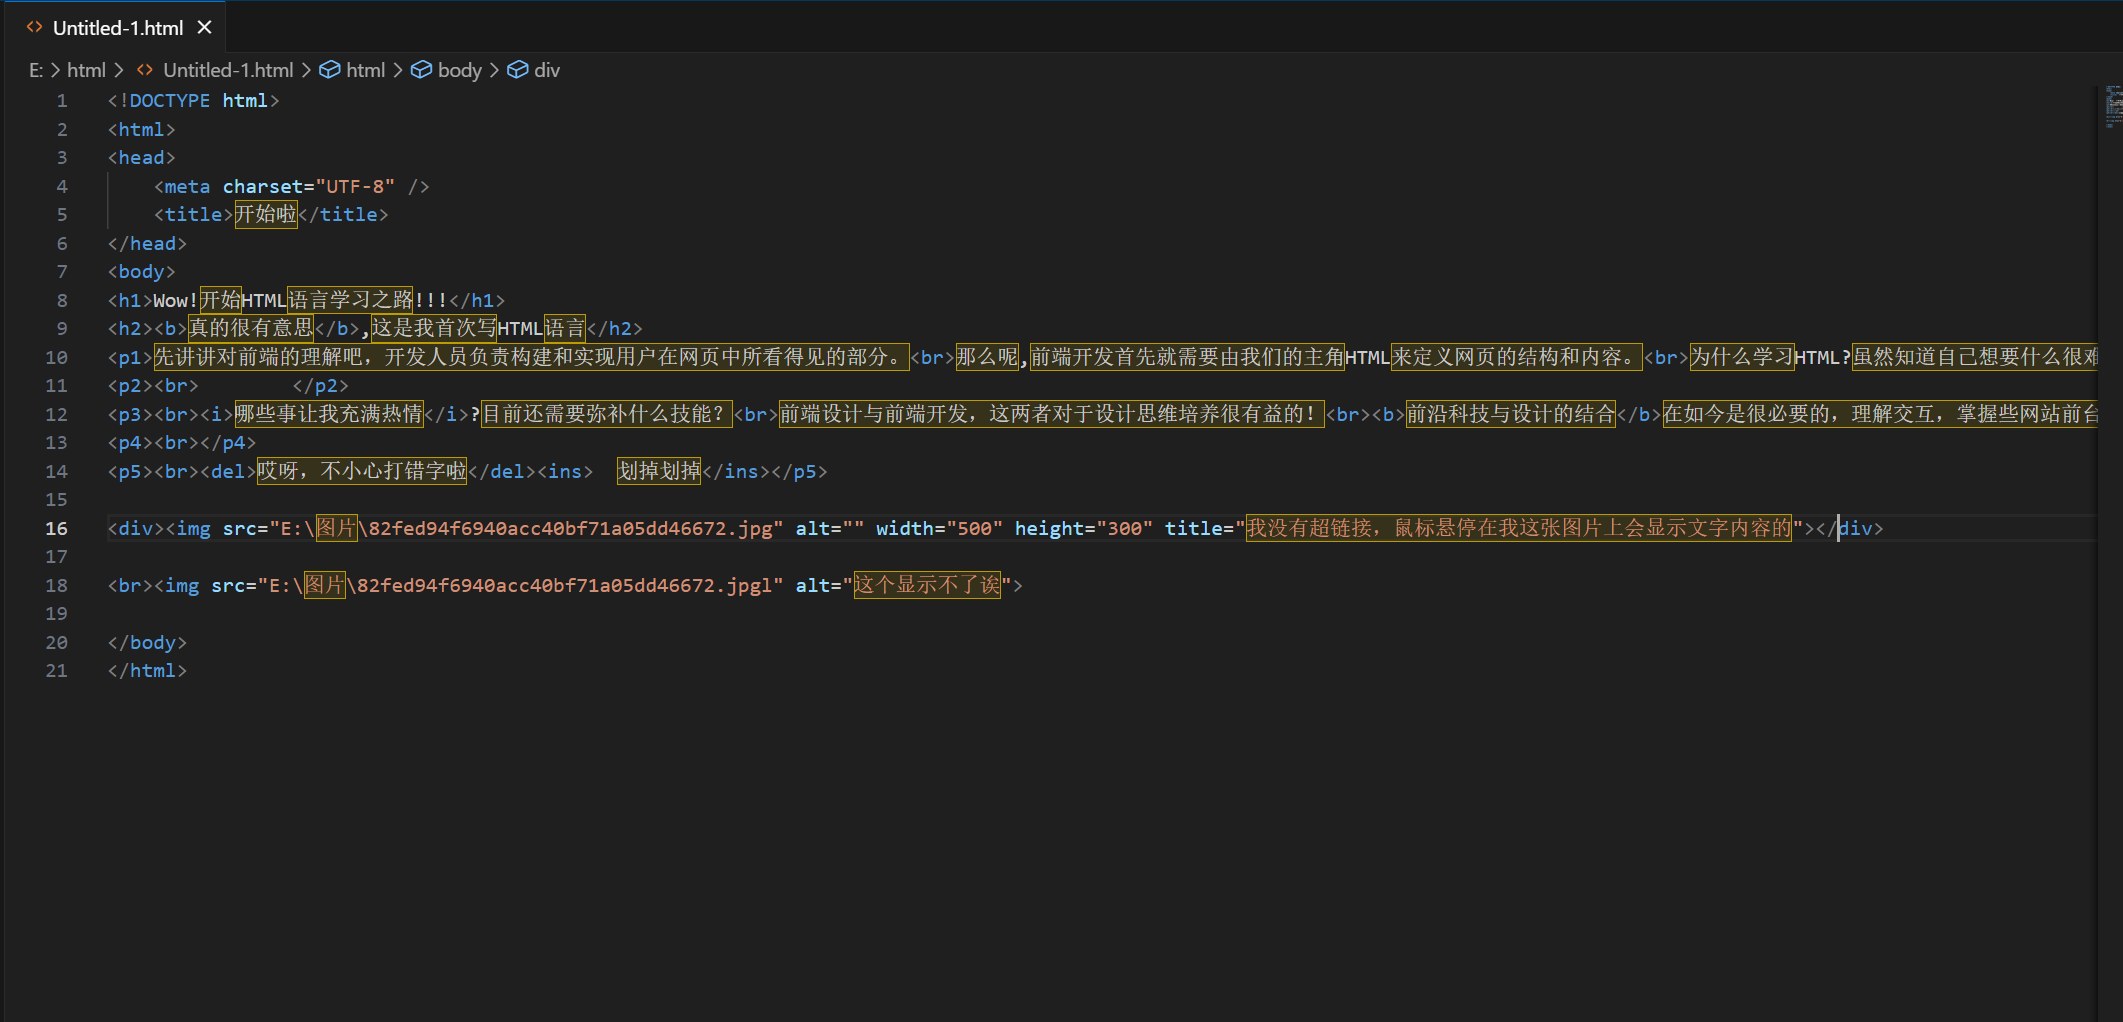 Untitled-1.html
E: > html > Untitled-1.html > html > body > div
1 <!DOCTYPE html>
2 <html>
3 <head>
4 <meta charset="UTF-8" />
5 <title>开始啦</title>
6 </head>
7 <body>
8 <h1>Wow!开始HTML语言学习之路!!!</h1>
9 <h2><b>真的很有意思</b>,这是我首次写HTML语言</h2>
10 <p1>先讲讲对前端的理解吧，开发人员负责构建和实现用户在网页中所看得见的部分。<br>那么呢,前端开发首先就需要由我们的主角HTML来定义网页的结构和内容。<br>为什么学习HTML?虽然知道自己想要什么很难
11 <p2><br>        </p2>
12 <p3><br><i>哪些事让我充满热情</i>?目前还需要弥补什么技能？<br>前端设计与前端开发，这两者对于设计思维培养很有益的！<br><b>前沿科技与设计的结合</b>在如今是很必要的，理解交互，掌握些网站前台
13 <p4><br></p4>
14 <p5><br><del>哎呀，不小心打错字啦</del><ins>  划掉划掉</ins></p5>
15
16 <div><img src="E:\图片\82fed94f6940acc40bf71a05dd46672.jpg" alt="" width="500" height="300" title="我没有超链接，鼠标悬停在我这张图片上会显示文字内容的"></div>
17
18 <br><img src="E:\图片\82fed94f6940acc40bf71a05dd46672.jpgl" alt="这个显示不了诶">
19
20 </body>
21 </html>